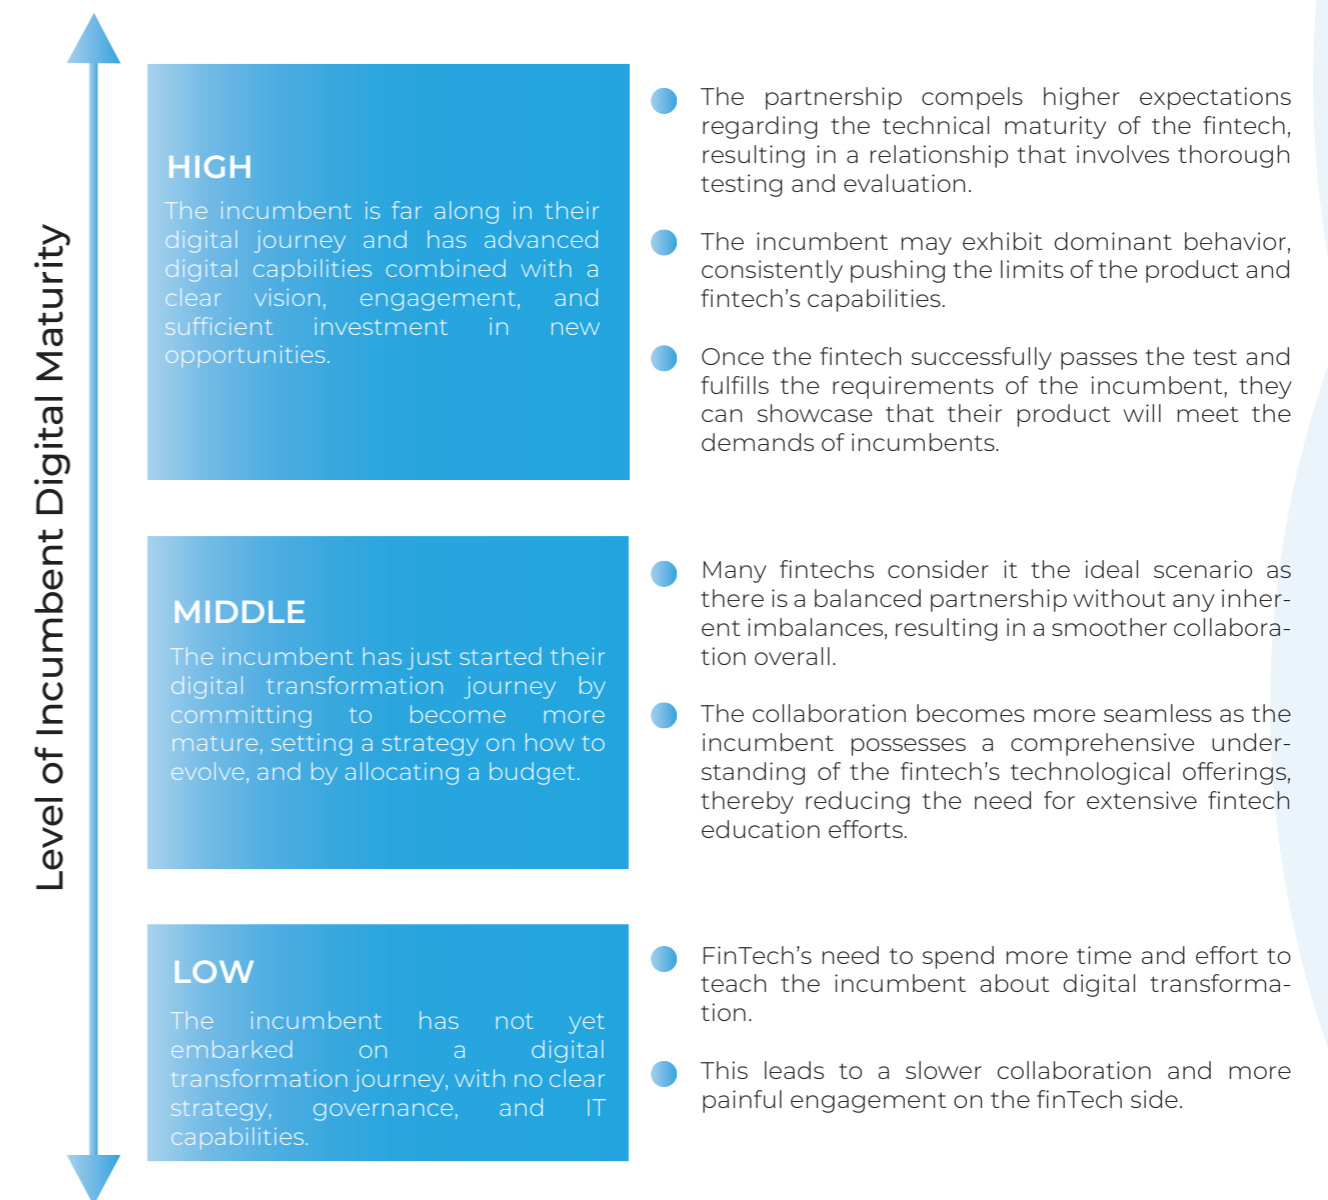 Level of Incumbent Digital Maturity
HIGH
The incumbent is far along in their
digital journey and has advanced
digital capbilities combined with a
clear vision, engagement, and
sufficient investment in new
opportunities.
The partnership compels higher expectations
regarding the technical maturity of the fintech,
resulting in a relationship that involves thorough
testing and evaluation.
The incumbent may exhibit dominant behavior,
consistently pushing the limits of the product and
fintech’s capabilities.
Once the fintech successfully passes the test and
fulfills the requirements of the incumbent, they
can showcase that their product will meet the
demands of incumbents.
MIDDLE
The incumbent has just started their
digital transformation journey by
committing to become more
mature, setting a strategy on how to
evolve, and by allocating a budget.
Many fintechs consider it the ideal scenario as
there is a balanced partnership without any inher-
ent imbalances, resulting in a smoother collabora-
tion overall.
The collaboration becomes more seamless as the
incumbent possesses a comprehensive under-
standing of the fintech’s technological offerings,
thereby reducing the need for extensive fintech
education efforts.
LOW
The incumbent has not yet
embarked on a digital
transformation journey, with no clear
strategy, governance, and IT
capabilities.
FinTech’s need to spend more time and effort to
teach the incumbent about digital transforma-
tion.
This leads to a slower collaboration and more
painful engagement on the finTech side.